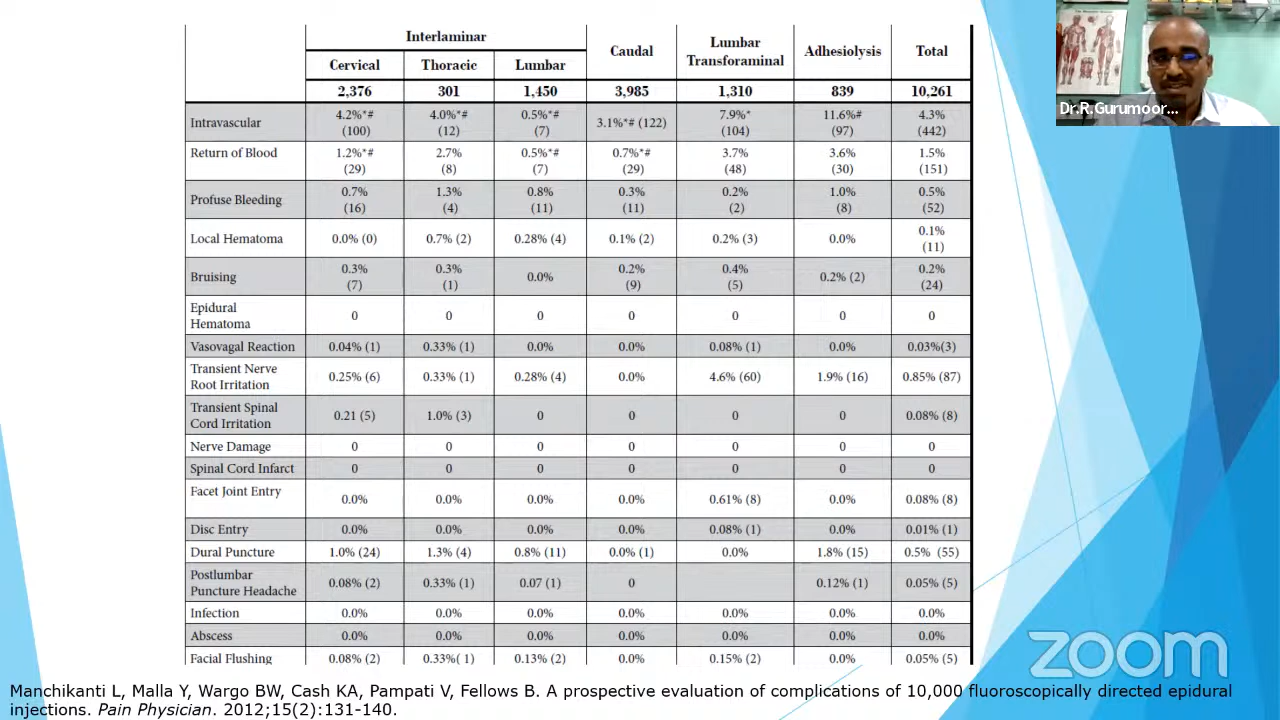 Interlaminar
Caudal
Lumbar
Transforaminal
Adhesiolysis
Total
Cervical Thoracic Lumbar
2,376 301 1,450 3,985 1,310 839 10,261
Intravascular 4.2%*# (100) 4.0%*# (12) 0.5%*# (7) 3.1%*# (122) 7.9%* (104) 11.6%# (97) 4.3% (442)
Return of Blood 1.2%*# (29) 2.7% (8) 0.5%*# (7) 0.7%*# (29) 3.7% (48) 3.6% (30) 1.5% (151)
Profuse Bleeding 0.7% (16) 1.3% (4) 0.8% (11) 0.3% (11) 0.2% (2) 1.0% (8) 0.5% (52)
Local Hematoma 0.0% (0) 0.7% (2) 0.28% (4) 0.1% (2) 0.2% (3) 0.0% 0.1% (11)
Bruising 0.3% (7) 0.3% (1) 0.0% 0.2% (9) 0.4% (5) 0.2% (2) 0.2% (24)
Epidural Hematoma 0 0 0 0 0 0 0
Vasovagal Reaction 0.04% (1) 0.33% (1) 0.0% 0.0% 0.08% (1) 0.0% 0.03%(3)
Transient Nerve Root Irritation 0.25% (6) 0.33% (1) 0.28% (4) 0.0% 4.6% (60) 1.9% (16) 0.85% (87)
Transient Spinal Cord Irritation 0.21 (5) 1.0% (3) 0 0 0 0 0.08% (8)
Nerve Damage 0 0 0 0 0 0 0
Spinal Cord Infarct 0 0 0 0 0 0 0
Facet Joint Entry 0.0% 0.0% 0.0% 0.0% 0.61% (8) 0.0% 0.08% (8)
Disc Entry 0.0% 0.0% 0.0% 0.0% 0.08% (1) 0.0% 0.01% (1)
Dural Puncture 1.0% (24) 1.3% (4) 0.8% (11) 0.0% (1) 0.0% 1.8% (15) 0.5% (55)
Postlumbar Puncture Headache 0.08% (2) 0.33% (1) 0.07 (1) 0 0.12% (1) 0.05% (5)
Infection 0.0% 0.0% 0.0% 0.0% 0.0% 0.0% 0.0%
Abscess 0.0% 0.0% 0.0% 0.0% 0.0% 0.0% 0.0%
Facial Flushing 0.08% (2) 0.33%( 1) 0.13% (2) 0.0% 0.15% (2) 0.0% 0.05% (5)
Dr.R.Gurumoor...
zoom
Manchikanti L, Malla Y, Wargo BW, Cash KA, Pampati V, Fellows B. A prospective evaluation of complications of 10,000 fluoroscopically directed epidural
injections. Pain Physician. 2012;15(2):131-140.